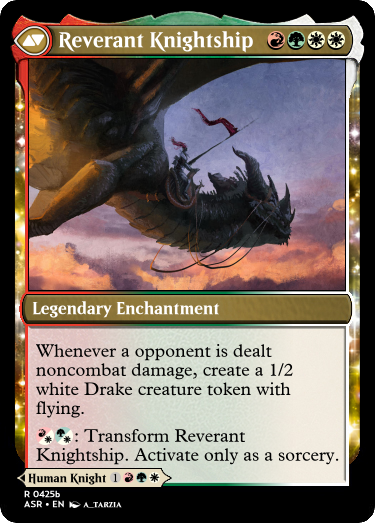 Reverant Knightship
Legendary Enchantment
Whenever a opponent is dealt
noncombat damage, create a 1/2
white Drake creature token with
flying.
: Transform Reverant
Knightship. Activate only as a sorcery.
Human Knight 1
R 0425b
ASR • EN A_TARZIA